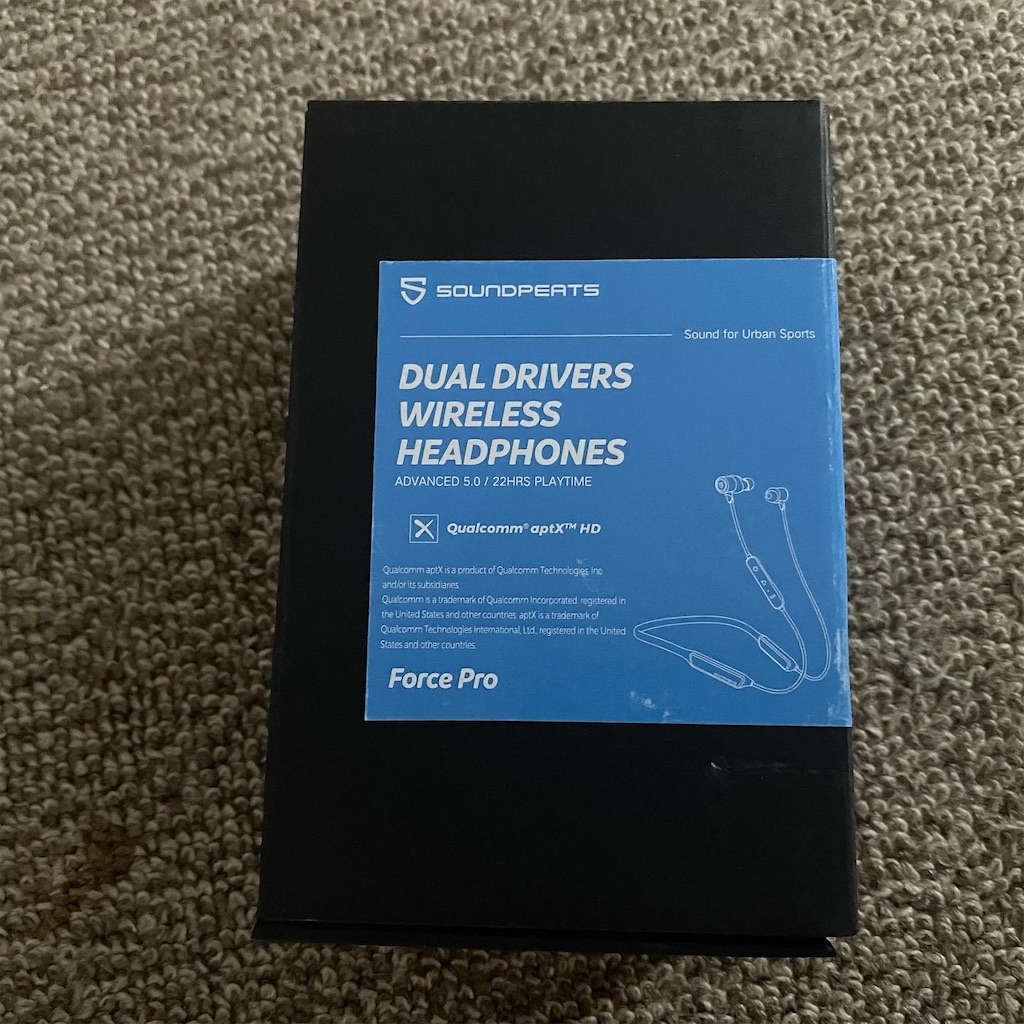 SOUNDPEATS
Sound for Urban Sports
DUAL DRIVERS
WIRELESS
HEADPHONES
ADVANCED 5.0 / 22HRS PLAYTIME
Qualcomm® aptX™ HD
Qualcomm aptX is a product of Qualcomm Technologies, Inc.
and/or its subsidiaries.
Qualcomm is a trademark of Qualcomm Incorporated, registered in
the United States and other countries. aptX is a trademark of
Qualcomm Technologies International, Ltd., registered in the United
States and other countries.
Force Pro